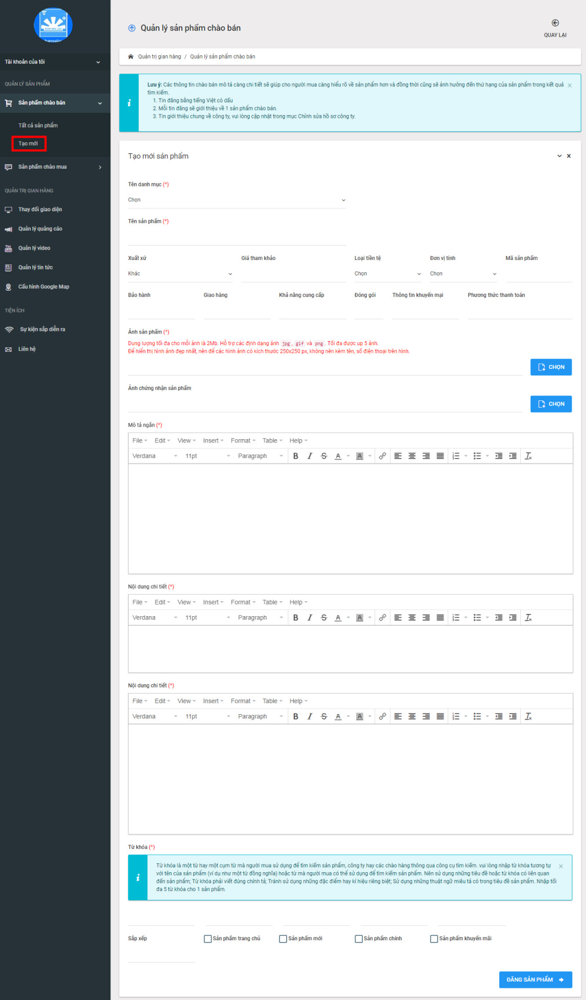 Quản lý sản phẩm chào bán
QUAY LẠI
Tài khoản của tôi
Quản trị gian hàng / Quản lý sản phẩm chào bán
QUẢN LÝ SẢN PHẨM
Sản phẩm chào bán
Tất cả sản phẩm
Tạo mới
Sản phẩm chào mua
QUẢN TRỊ GIAN HÀNG
Thay đổi giao diện
Quản lý quảng cáo
Quản lý video
Quản lý tin tức
Cấu hình Google Map
TIỆN ÍCH
Sự kiện sắp diễn ra
Liên hệ
Lưu ý: Các thông tin chào bán mô tả càng chi tiết sẽ giúp cho người mua càng hiểu rõ về sản phẩm hơn và đồng thời cũng sẽ ảnh hưởng đến thứ hạng của sản phẩm trong kết quả
tìm kiếm.
1. Tin đăng bằng tiếng Việt có dấu
2. Mỗi tin đăng sẽ giới thiệu về 1 sản phẩm chào bán.
3. Tin giới thiệu chung về công ty, vui lòng cập nhật trong mục Chỉnh sửa hồ sơ công ty.
Tạo mới sản phẩm
Tên danh mục (*)
Chọn
Tên sản phẩm (*)
Xuất xứ Giá tham khảo Loại tiền tệ Đơn vị tính Mã sản phẩm
Khác Chọn Chọn
Bảo hành Giao hàng Khả năng cung cấp Đóng gói Thông tin khuyến mại Phương thức thanh toán
Ảnh sản phẩm (*)
Dung lượng tối đa cho mỗi ảnh là 2Mb. Hỗ trợ các định dạng ảnh jpg, gif và png. Tối đa được up 5 ảnh.
Để hiển thị hình ảnh đẹp nhất, nên để các hình ảnh có kích thước 250x250 px, không nên kèm tên, số điện thoại trên hình.
CHỌN
Ảnh chứng nhận sản phẩm
CHỌN
Mô tả ngắn (*)
File Edit View Insert Format Table Help
Verdana 11pt Paragraph B I S A A
Nội dung chi tiết (*)
File Edit View Insert Format Table Help
Verdana 11pt Paragraph B I S A A
Nội dung chi tiết (*)
File Edit View Insert Format Table Help
Verdana 11pt Paragraph B I S A A
Từ khóa (*)
Từ khóa là một từ hay một cụm từ mà người mua sử dụng để tìm kiếm sản phẩm, công ty hay các chào hàng thông qua công cụ tìm kiếm. vui lòng nhập từ khóa tương tự
với tên của sản phẩm (ví dụ như một từ đồng nghĩa) hoặc từ mà người mua có thể sử dụng để tìm kiếm sản phẩm. Nên sử dụng những tiêu đề hoặc từ khóa có liên quan
đến sản phẩm; Từ khóa phải viết đúng chính tả; Tránh sử dụng những đặc điểm hay kí hiệu riêng biệt; Sử dụng những thuật ngữ miêu tả có trong tiêu đề sản phẩm. Nhập tối
đa 5 từ khóa cho 1 sản phẩm.
Sắp xếp Sản phẩm trang chủ Sản phẩm mới Sản phẩm chính Sản phẩm khuyến mãi
ĐĂNG SẢN PHẨM